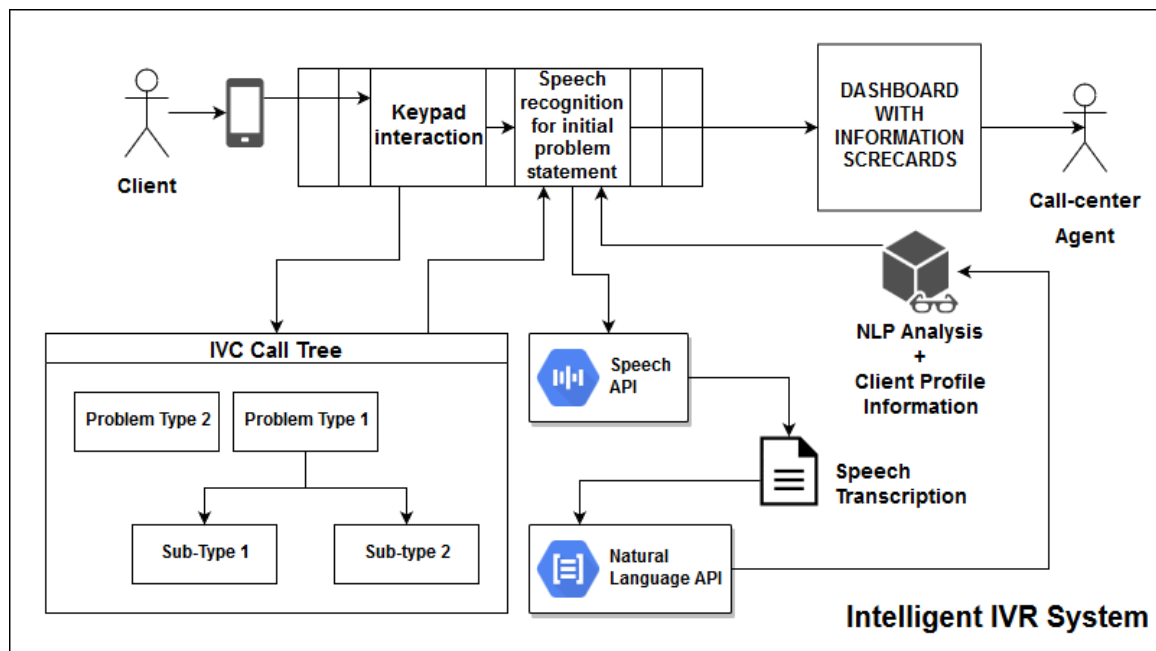 Client
Keypad
interaction
Speech
recognition
for initial
problem
statement
DASHBOARD
WITH
INFORMATION
SCRECARDS
Call-center
Agent
IVC Call Tree
Problem Type 2
Problem Type 1
Sub-Type 1
Sub-type 2
Speech
API
Speech
Transcription
Natural
Language API
NLP Analysis
+
Client Profile
Information
Intelligent IVR System